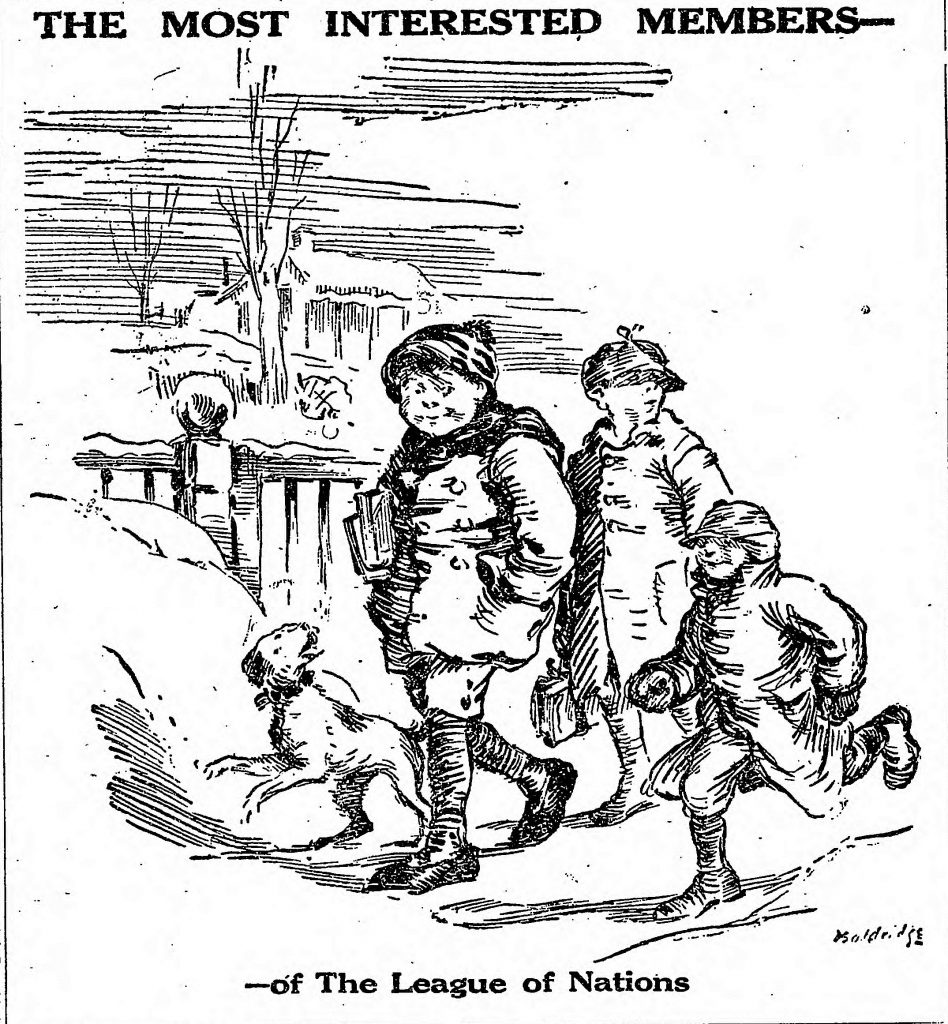 THE MOST INTERESTED MEMBERS—
Baldridge
—of The League of Nations